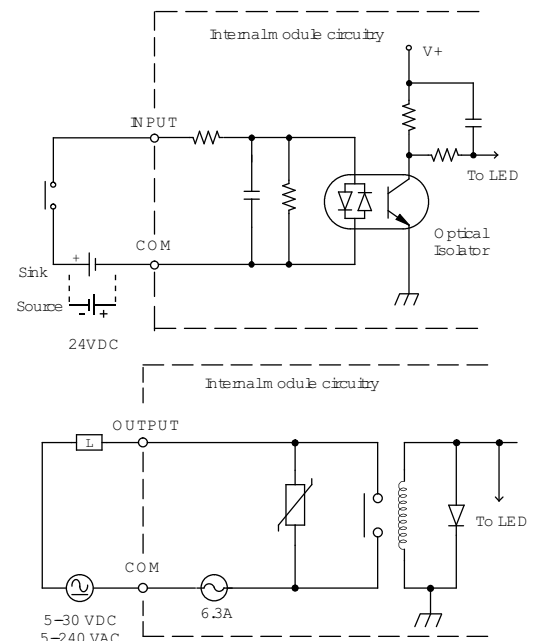 Internal module circuitry
V+
INPUT
To LED
COM
Optical
Isolator
+
Sink
Source
- +
24VDC
Internal module circuitry
OUTPUT
L
To LED
COM
6.3A
5–30 VDC
5–240 VAC